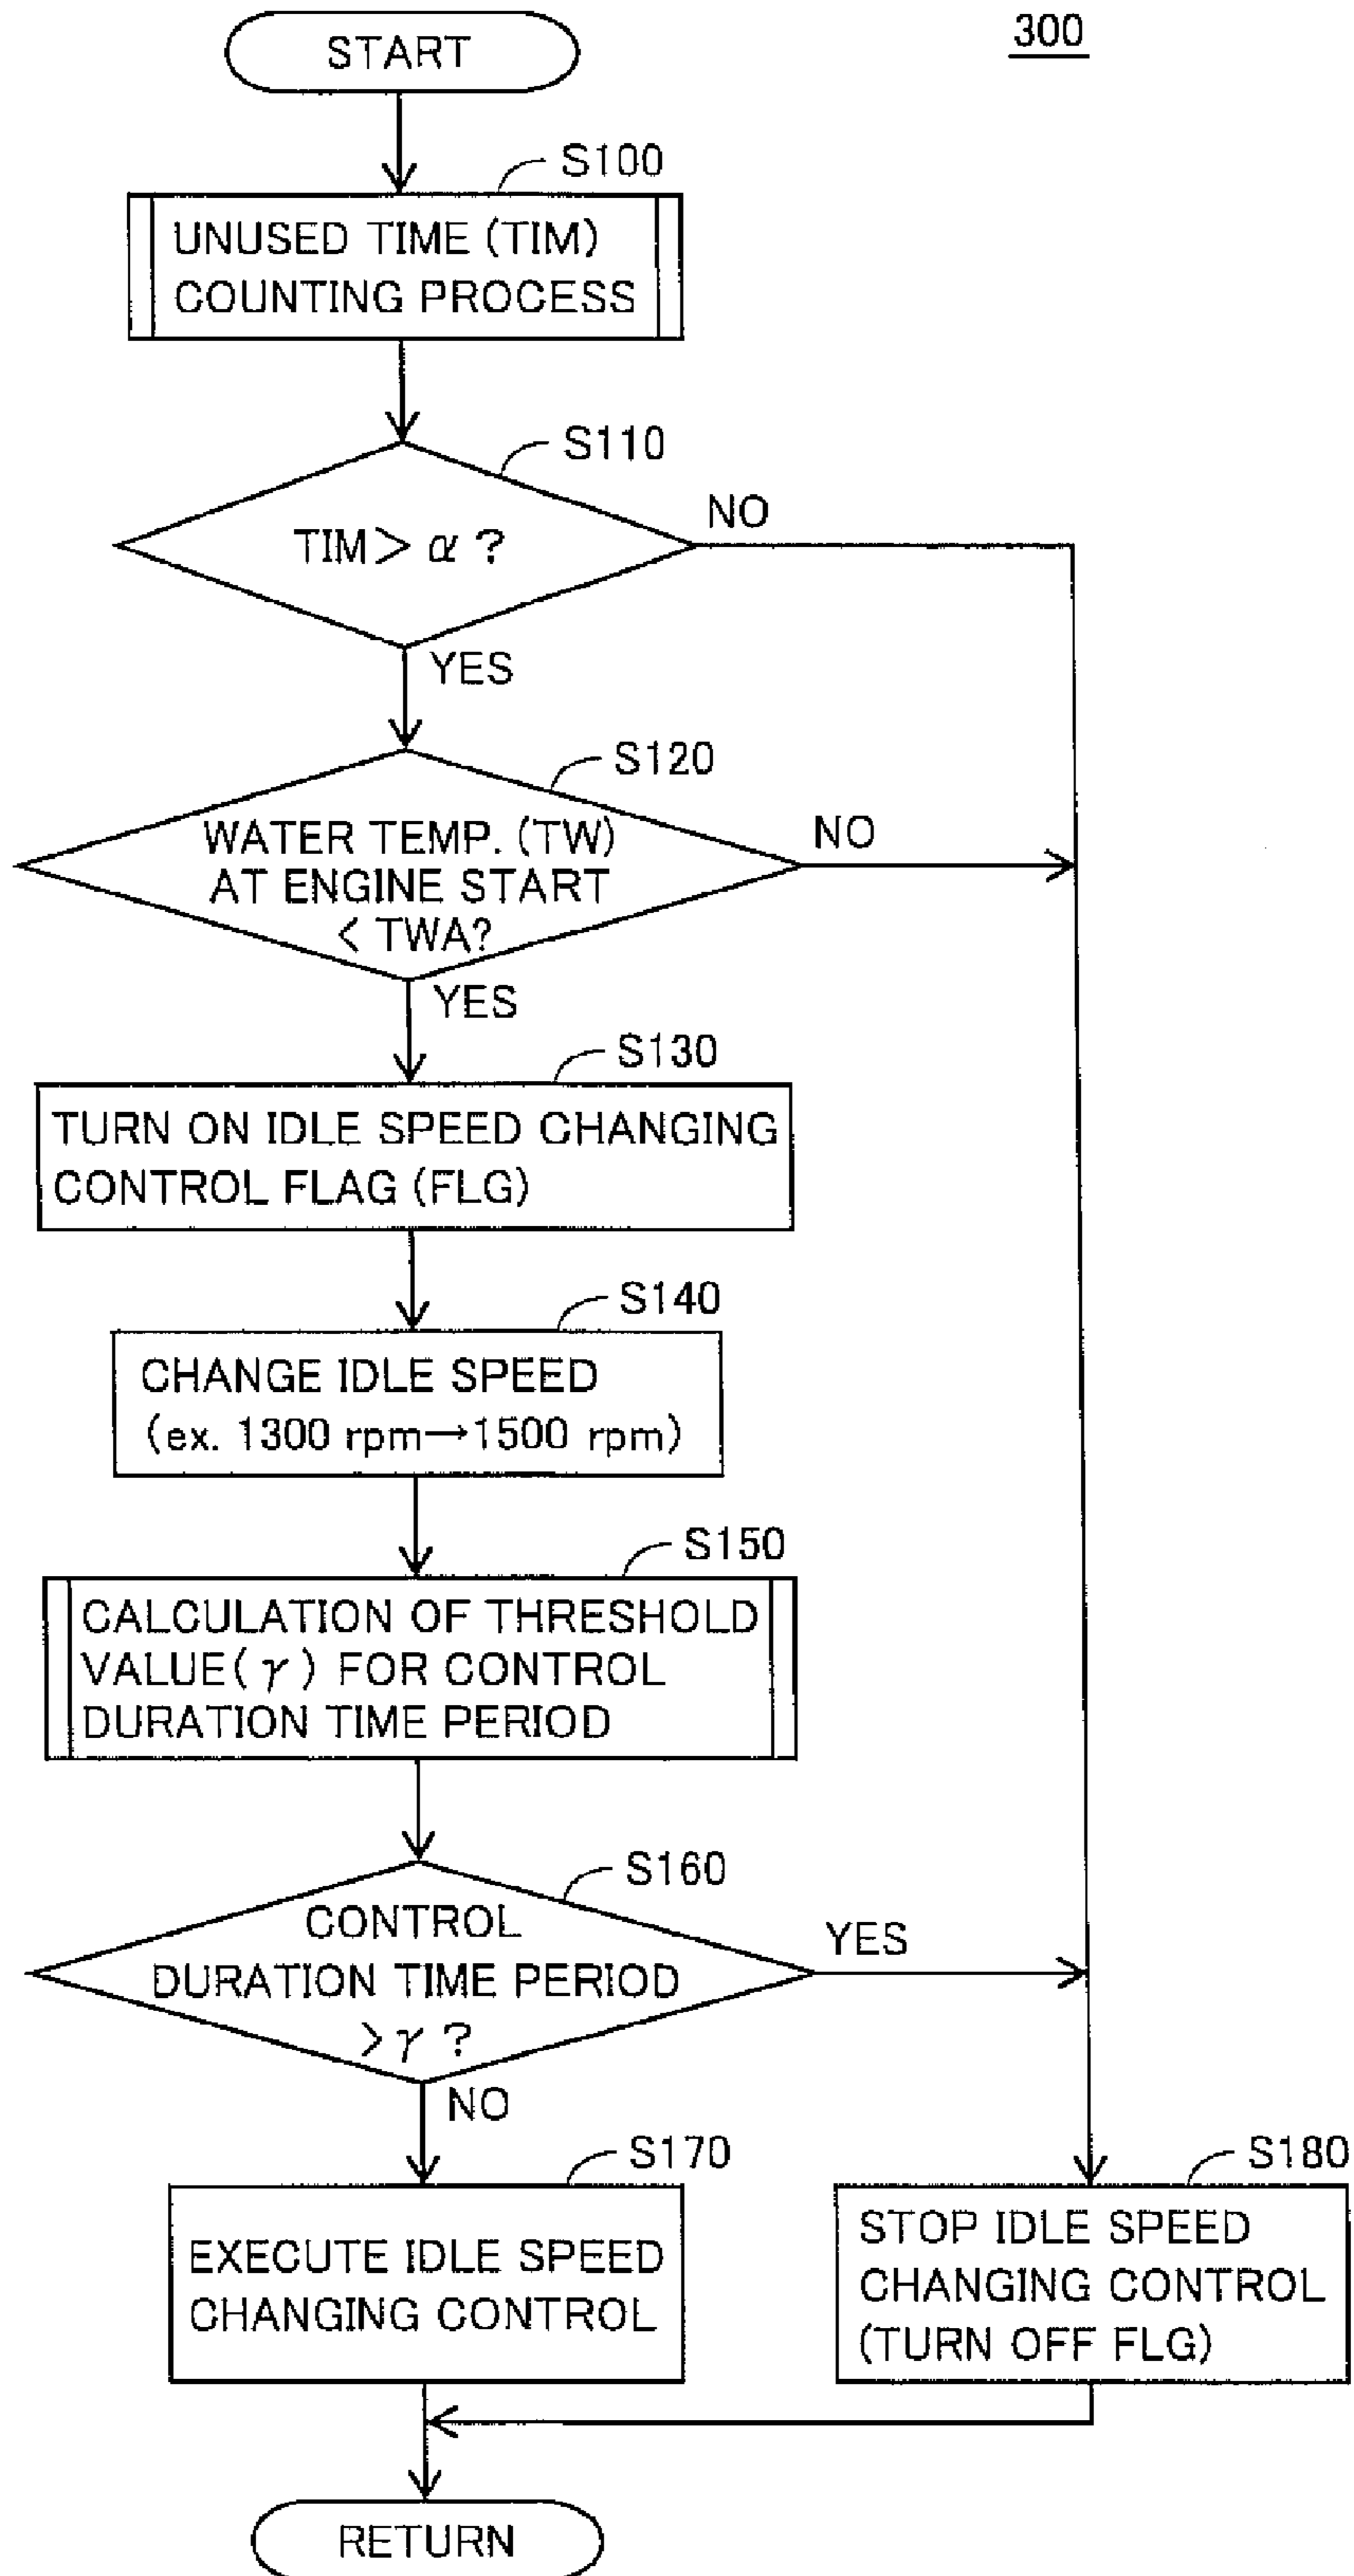 300
START
S100
UNUSED TIME (TIM)
COUNTING PROCESS
S110
TIM> α ?
NO
YES
S120
WATER TEMP. (TW)
AT ENGINE START
< TWA?
NO
YES
S130
TURN ON IDLE SPEED CHANGING
CONTROL FLAG (FLG)
S140
CHANGE IDLE SPEED
(ex. 1300 rpm→1500 rpm)
S150
CALCULATION OF THRESHOLD
VALUE( γ ) FOR CONTROL
DURATION TIME PERIOD
S160
CONTROL
DURATION TIME PERIOD
>γ ?
YES
NO
S170
EXECUTE IDLE SPEED
CHANGING CONTROL
S180
STOP IDLE SPEED
CHANGING CONTROL
(TURN OFF FLG)
RETURN